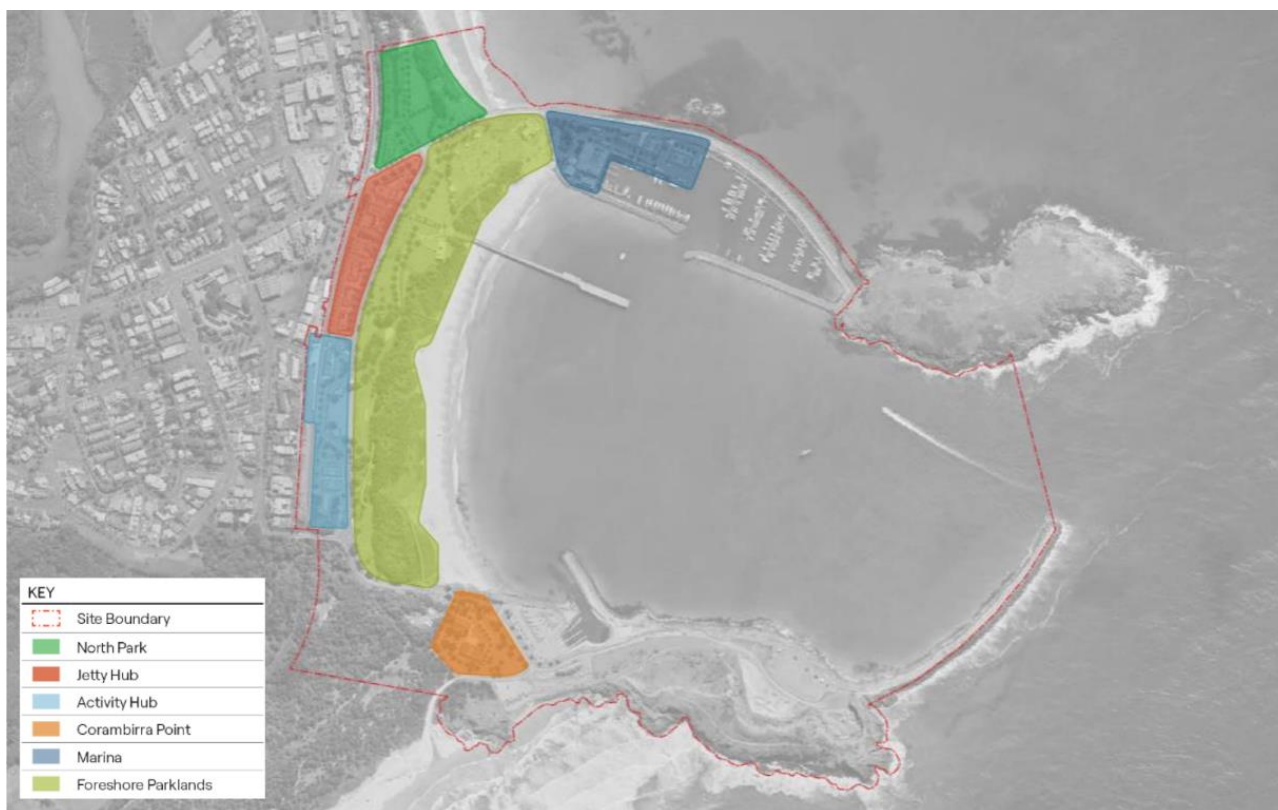 KEY
Site Boundary
North Park
Jetty Hub
Activity Hub
Corambirra Point
Marina
Foreshore Parklands